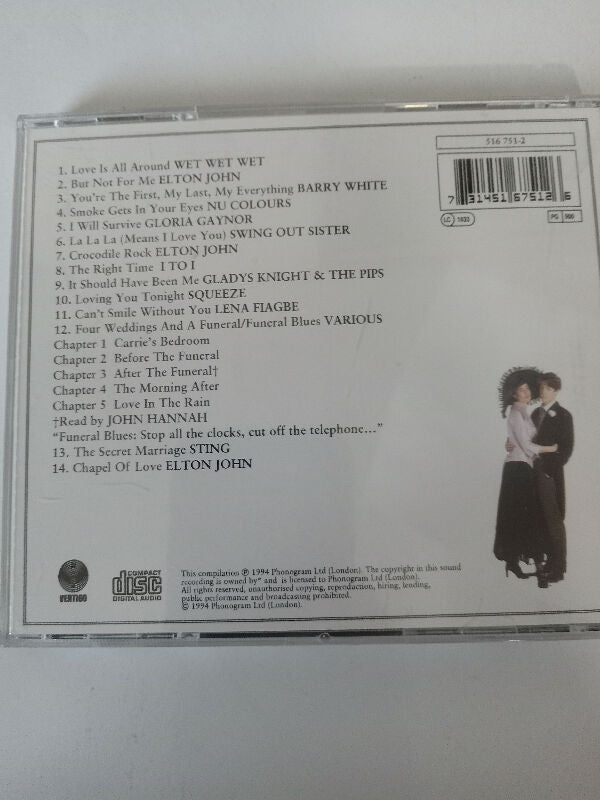 516 751-2
7 31451 67512 6
LC 1633
PG 900
1. Love Is All Around WET WET WET
2. But Not For Me ELTON JOHN
3. You're The First, My Last, My Everything BARRY WHITE
4. Smoke Gets In Your Eyes NU COLOURS
5. I Will Survive GLORIA GAYNOR
6. La La La (Means I Love You) SWING OUT SISTER
7. Crocodile Rock ELTON JOHN
8. The Right Time 1 TO 1
9. It Should Have Been Me GLADYS KNIGHT & THE PIPS
10. Loving You Tonight SQUEEZE
11. Can't Smile Without You LENA FIAGBE
12. Four Weddings And A Funeral/Funeral Blues VARIOUS
Chapter 1 Carrie's Bedroom
Chapter 2 Before The Funeral
Chapter 3 After The Funeral†
Chapter 4 The Morning After
Chapter 5 Love In The Rain
†Read by JOHN HANNAH
"Funeral Blues: Stop all the clocks, cut off the telephone..."
13. The Secret Marriage STING
14. Chapel Of Love ELTON JOHN
VERTIGO
COMPACT
disc
DIGITAL AUDIO
This compilation ℗ 1994 Phonogram Ltd (London). The copyright in this sound
recording is owned by* and is licensed to Phonogram Ltd (London).
All rights reserved, unauthorised copying, reproduction, hiring, lending,
public performance and broadcasting prohibited.
© 1994 Phonogram Ltd (London).